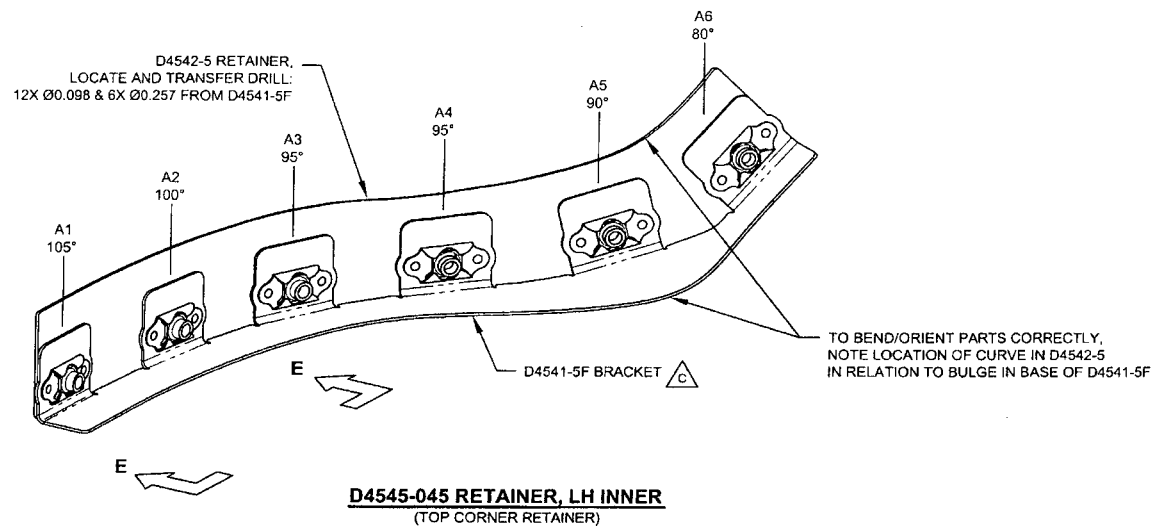 A6
80°
D4542-5 RETAINER,
LOCATE AND TRANSFER DRILL:
12X Ø0.098 & 6X Ø0.257 FROM D4541-5F
A5
90°
A4
95°
A3
95°
A2
100°
A1
105°
TO BEND/ORIENT PARTS CORRECTLY,
NOTE LOCATION OF CURVE IN D4542-5
IN RELATION TO BULGE IN BASE OF D4541-5F
E
D4541-5F BRACKET
C
E
D4545-045 RETAINER, LH INNER
(TOP CORNER RETAINER)